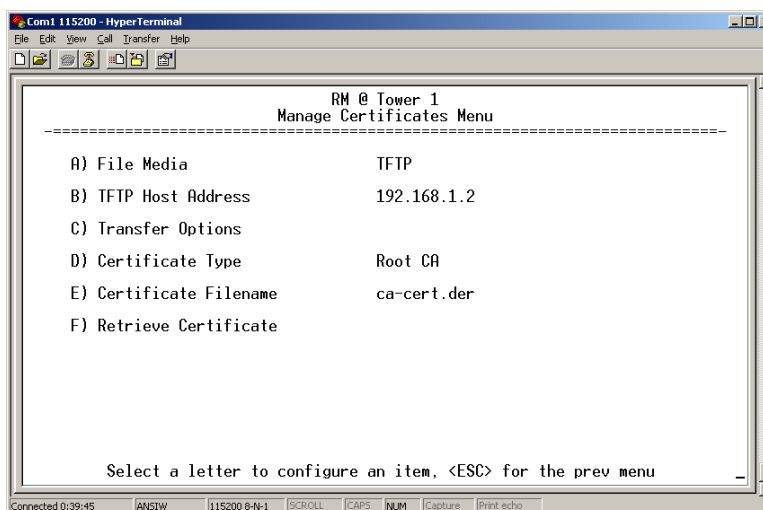 Com1 115200 - HyperTerminal
File Edit View Call Transfer Help
RM @ Tower 1
Manage Certificates Menu
-==========================================================================-
A) File Media TFTP
B) TFTP Host Address 192.168.1.2
C) Transfer Options
D) Certificate Type Root CA
E) Certificate Filename ca-cert.der
F) Retrieve Certificate
Select a letter to configure an item, <ESC> for the prev menu _
Connected 0:39:45 ANSIW 115200 8-N-1 SCROLL CAPS NUM Capture Print echo